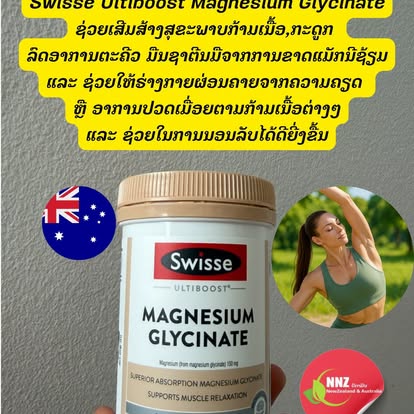 Swisse Ultiboost Magnesium Glycinate
ຊ່ວຍເສີມສ້າງສຸຂະພາບກ້າມເນື້ອ,ກະດູກ
ລົດອາການຕະຄິວ ມຶນຊາຕີນມືຈາກການຂາດແມັກນີຊ້ຽມ
ແລະ ຊ່ວຍໃຫ້ຮ່າງກາຍຜ່ອນຄາຍຈາກຄວາມຄຽດ
ຫຼື ອາການປວດເມື່ອຍຕາມກ້າມເນື້ອຕ່າງໆ
ແລະ ຊ່ວຍໃນການນອນລັບໄດ້ດີຍິ່ງຂຶ້ນ
Swisse
ULTIBOOST
MAGNESIUM
GLYCINATE
Magnesium (from magnesium glycinate) 150 mg
SUPERIOR ABSORPTION MAGNESIUM GLYCINATE
SUPPORTS MUSCLE RELAXATION
NNZ
NewZealand & Australia